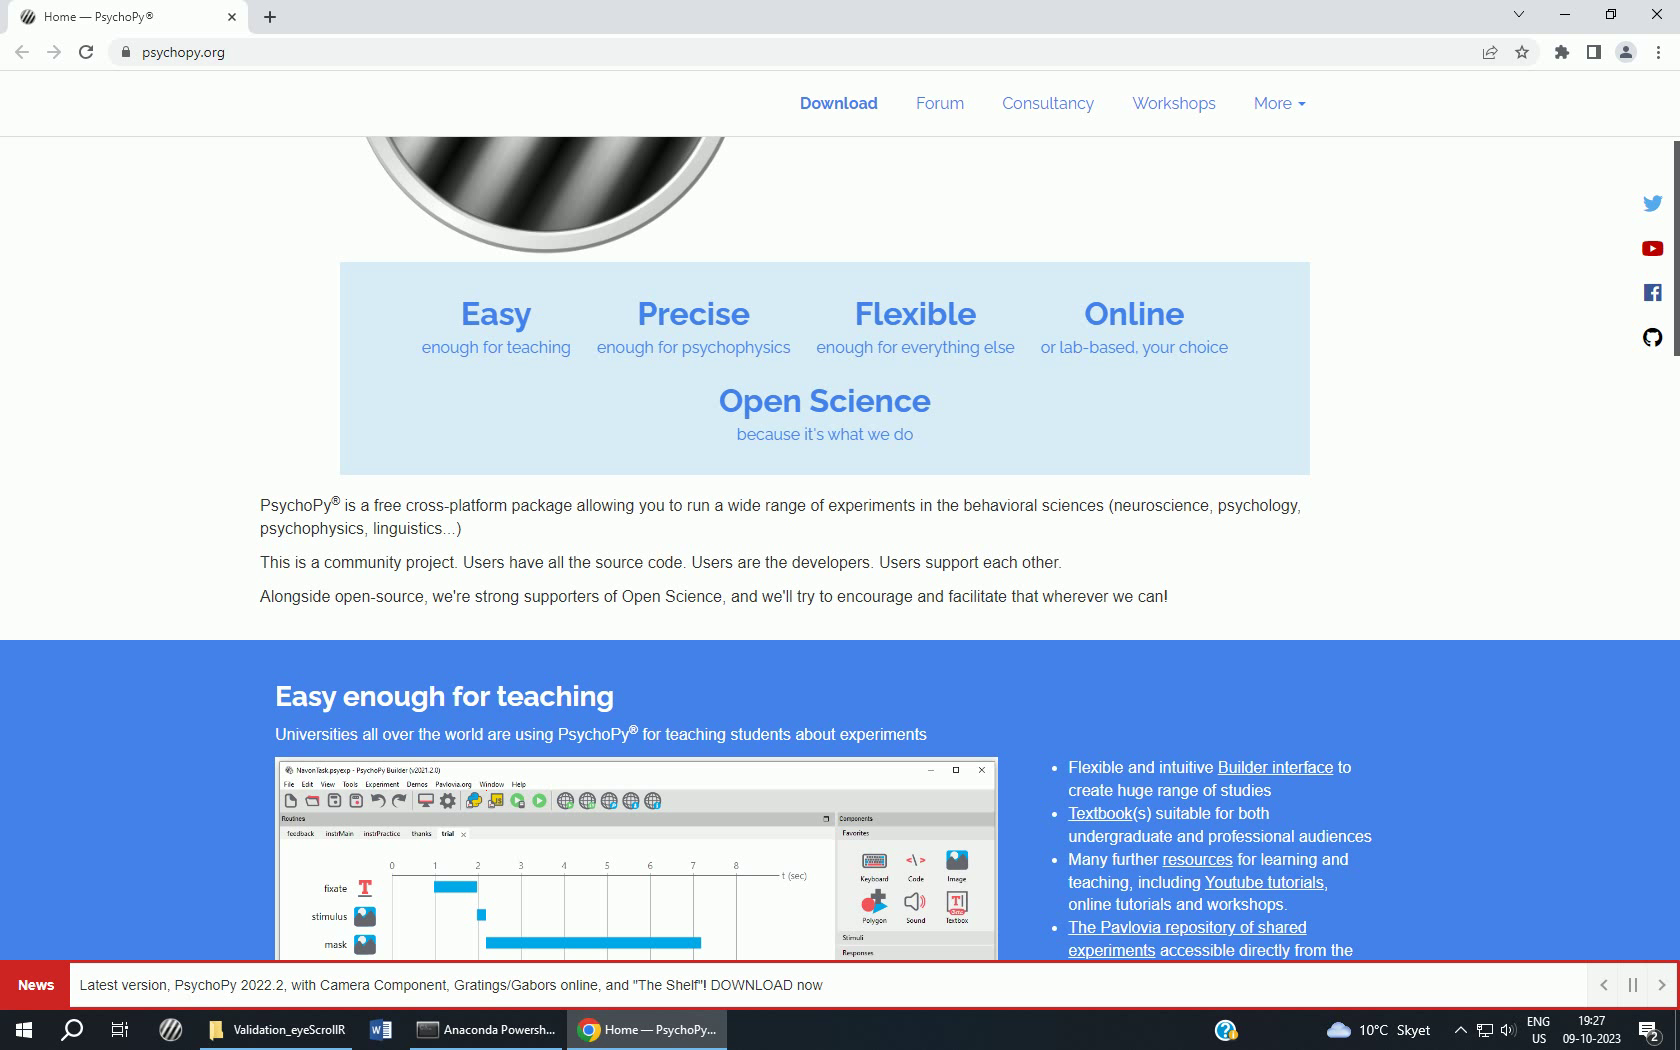 Home — PsychoPy®
psychopy.org
Download
Forum
Consultancy
Workshops
More
Easy
enough for teaching
Precise
enough for psychophysics
Flexible
enough for everything else
Online
or lab-based, your choice
Open Science
because it's what we do
PsychoPy® is a free cross-platform package allowing you to run a wide range of experiments in the behavioral sciences (neuroscience, psychology,
psychophysics, linguistics...)
This is a community project. Users have all the source code. Users are the developers. Users support each other.
Alongside open-source, we're strong supporters of Open Science, and we'll try to encourage and facilitate that wherever we can!
Easy enough for teaching
Universities all over the world are using PsychoPy® for teaching students about experiments
NavonTask.psyexp - PsychoPy Builder (v2021.2.0)
File Edit View Tools Experiment Demos Pavlovia.org Window Help
Routines
feedback instrMain instrPractice thanks trial
0 1 2 3 4 5 6 7 8
t (sec)
fixate
stimulus
mask
Components
Favorites
Keyboard Code Image
Polygon Sound Textbox
Stimuli
Responses
• Flexible and intuitive Builder interface to
create huge range of studies
• Textbook(s) suitable for both
undergraduate and professional audiences
• Many further resources for learning and
teaching, including Youtube tutorials,
online tutorials and workshops.
• The Pavlovia repository of shared
experiments accessible directly from the
News
Latest version, PsychoPy 2022.2, with Camera Component, Gratings/Gabors online, and "The Shelf"! DOWNLOAD now
Validation_eyeScrollR
Anaconda Powersh...
Home — PsychoPy...
10°C Skyet
ENG
US
19:27
09-10-2023
2